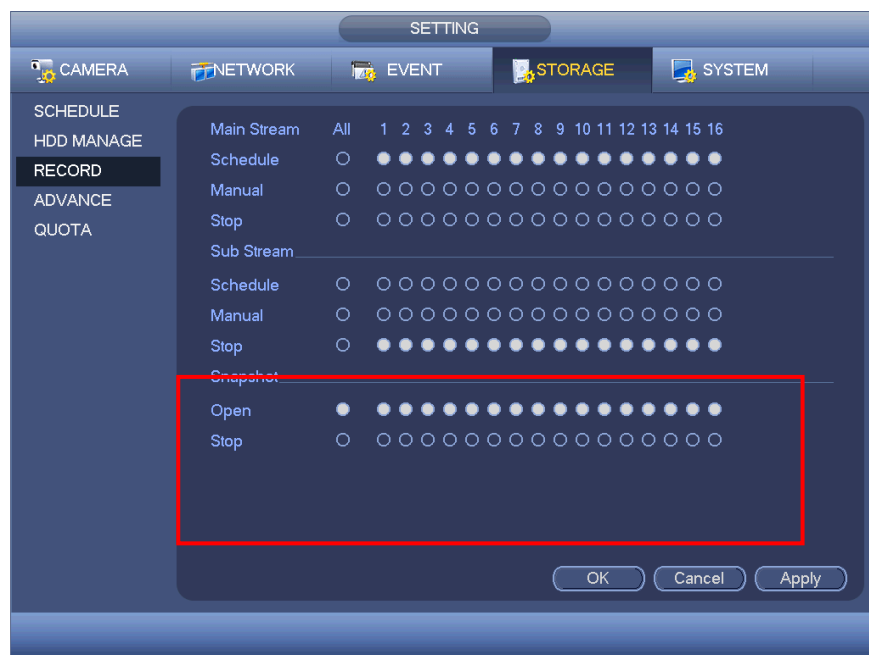 SETTING
CAMERA NETWORK EVENT STORAGE SYSTEM
SCHEDULE
HDD MANAGE
RECORD
ADVANCE
QUOTA
Main Stream All 1 2 3 4 5 6 7 8 9 10 11 12 13 14 15 16
Schedule
Manual
Stop
Sub Stream
Schedule
Manual
Stop
Snapshot
Open
Stop
OK Cancel Apply